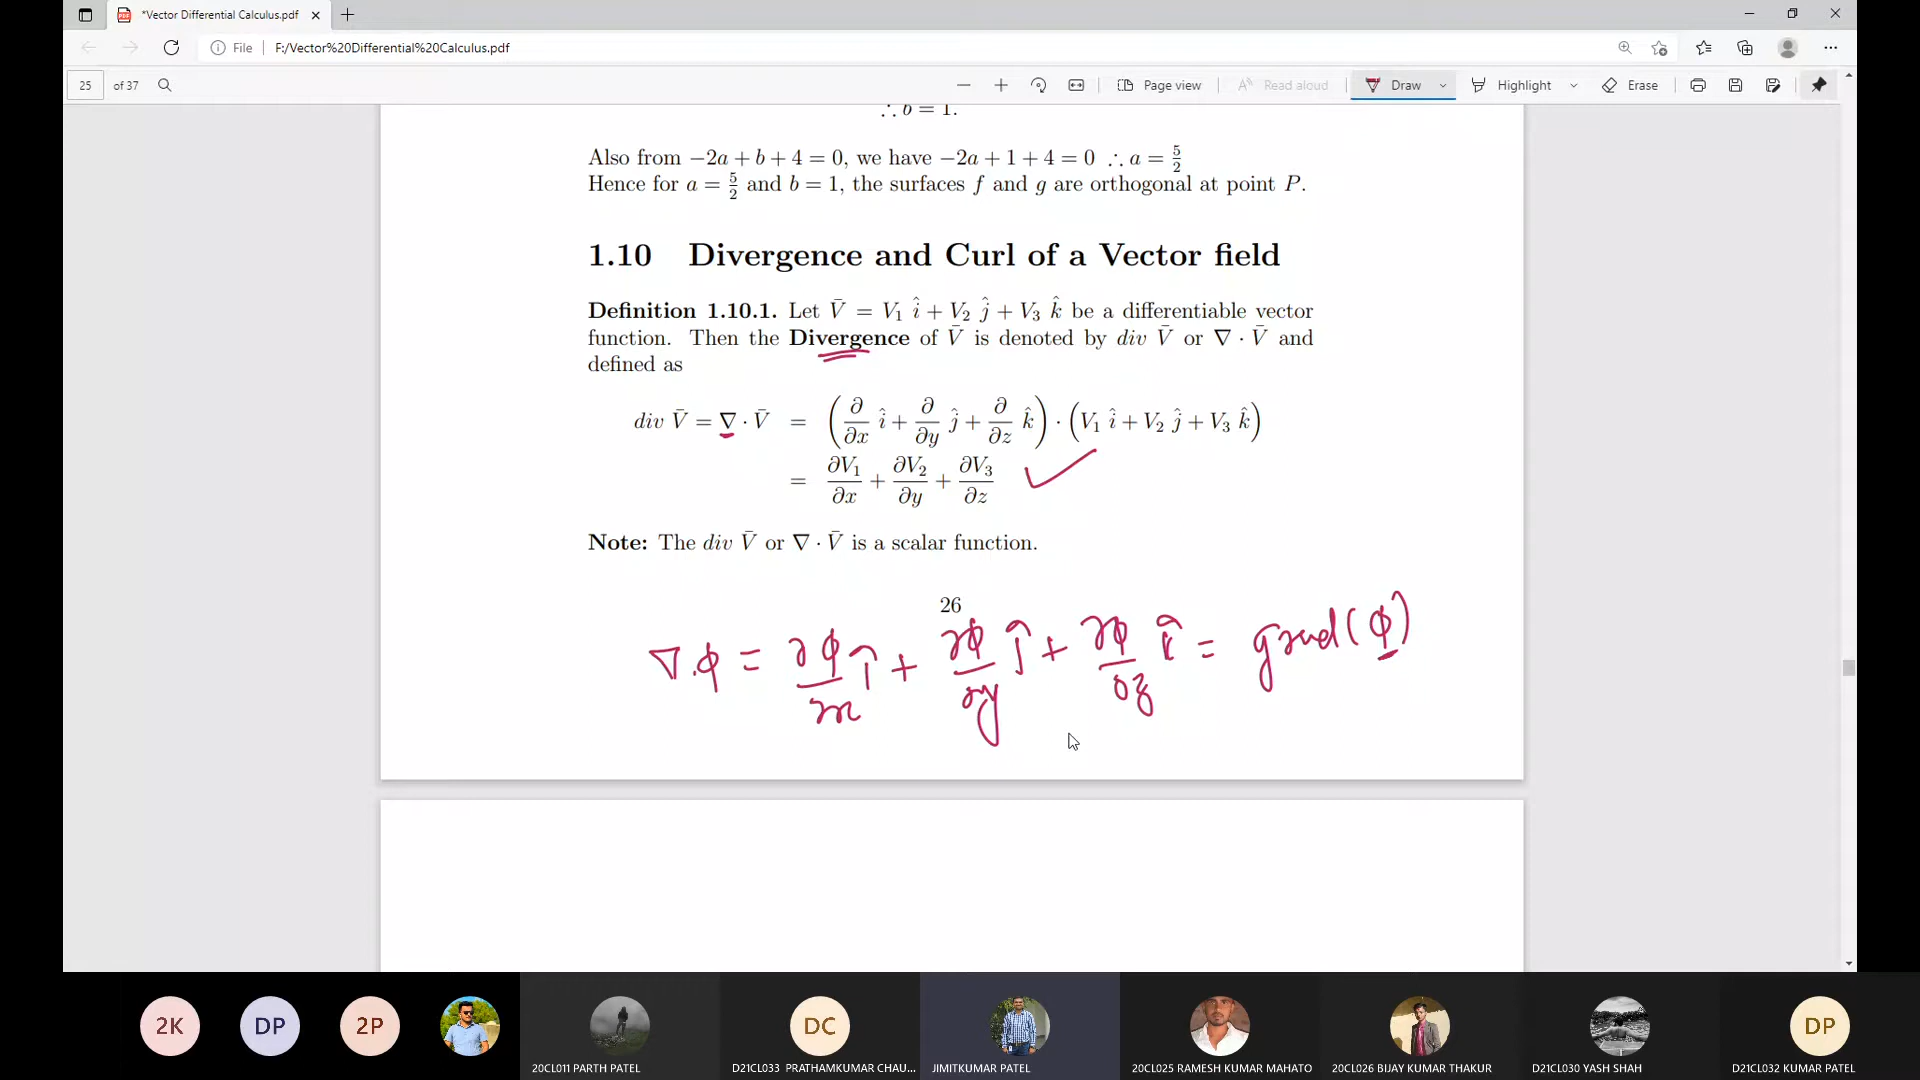 *Vector Differential Calculus.pdf
File | F:/Vector%20Differential%20Calculus.pdf
25 of 37 Page view Read aloud Draw Highlight Erase
∴ b = 1.
Also from −2a + b + 4 = 0, we have −2a + 1 + 4 = 0 ∴ a = 5/2
Hence for a = 5/2 and b = 1, the surfaces f and g are orthogonal at point P.
1.10 Divergence and Curl of a Vector field
Definition 1.10.1. Let V̄ = V₁ î + V₂ ĵ + V₃ k̂ be a differentiable vector
function. Then the Divergence of V̄ is denoted by div V̄ or ∇ · V̄ and
defined as
div V̄ = ∇ · V̄ = (∂/∂x î + ∂/∂y ĵ + ∂/∂z k̂) · (V₁ î + V₂ ĵ + V₃ k̂)
= ∂V₁/∂x + ∂V₂/∂y + ∂V₃/∂z
Note: The div V̄ or ∇ · V̄ is a scalar function.
26
∇.φ = ∂φ/∂x î + ∂φ/∂y ĵ + ∂φ/∂z k̂ = grad(φ)
2K DP 2P DC DP
20CL011 PARTH PATEL D21CL033 PRATHAMKUMAR CHAU... JIMITKUMAR PATEL 20CL025 RAMESH KUMAR MAHATO 20CL026 BIJAY KUMAR THAKUR D21CL030 YASH SHAH D21CL032 KUMAR PATEL